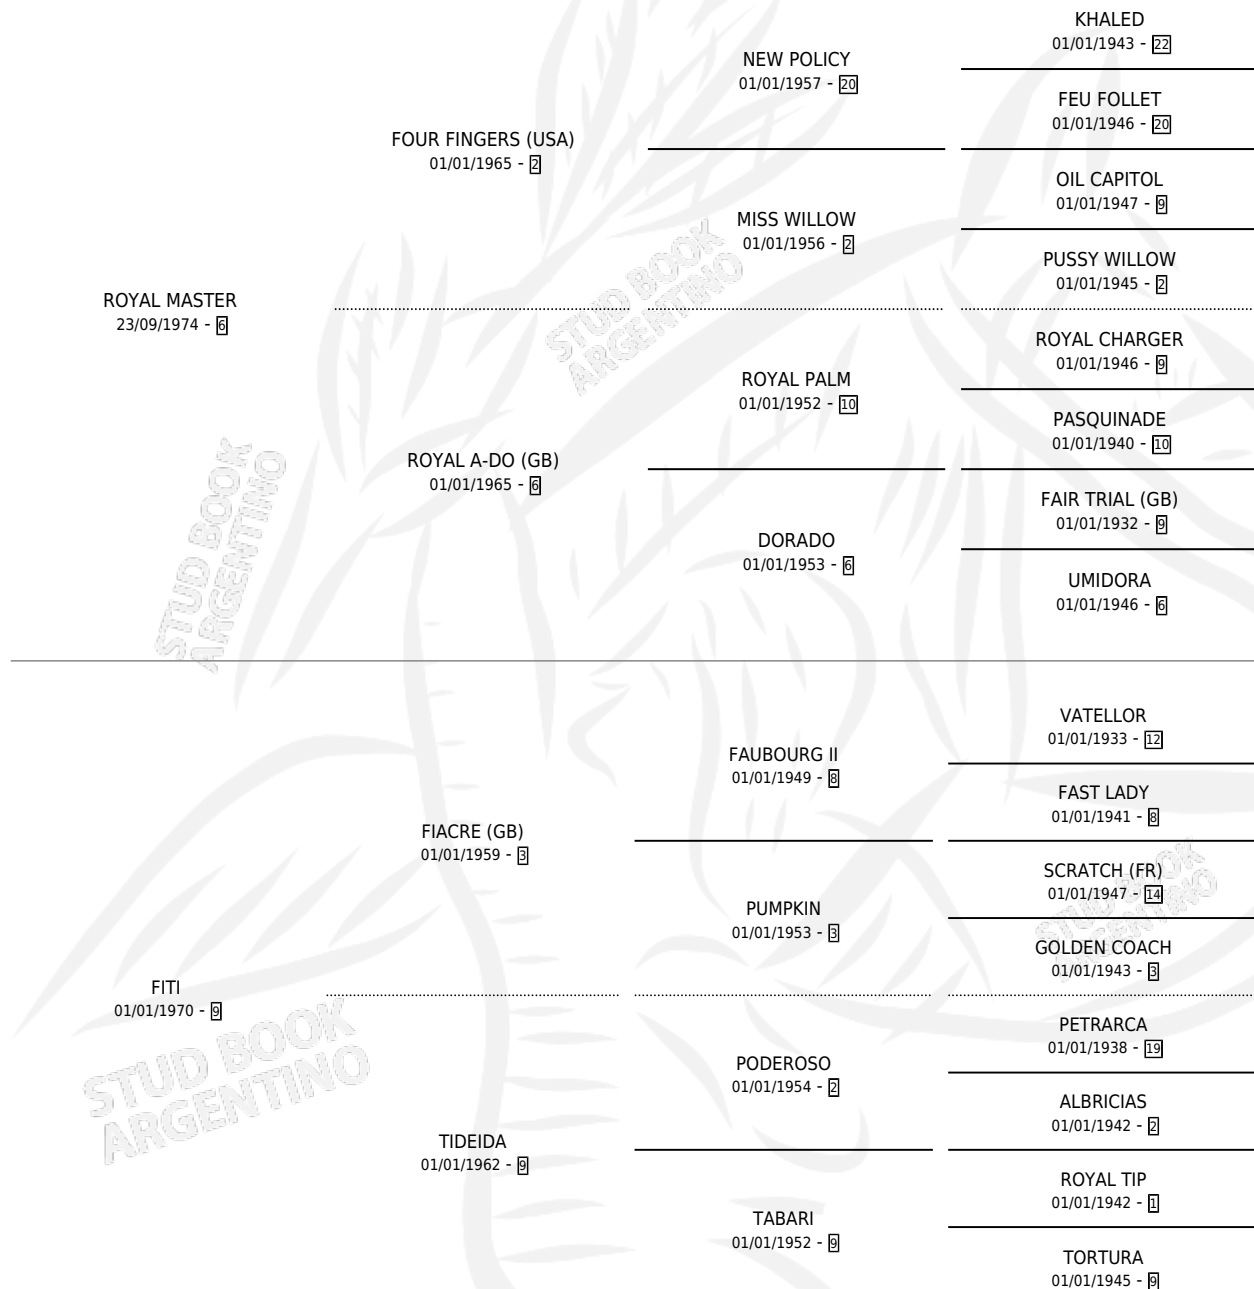 KHALED
01/01/1943 - 22
NEW POLICY
01/01/1957 - 20
FEU FOLLET
01/01/1946 - 20
FOUR FINGERS (USA)
01/01/1965 - 2
OIL CAPITOL
01/01/1947 - 9
MISS WILLOW
01/01/1956 - 2
PUSSY WILLOW
01/01/1945 - 2
ROYAL MASTER
23/09/1974 - 6
ROYAL CHARGER
01/01/1946 - 9
ROYAL PALM
01/01/1952 - 10
PASQUINADE
01/01/1940 - 10
ROYAL A-DO (GB)
01/01/1965 - 6
FAIR TRIAL (GB)
01/01/1932 - 9
DORADO
01/01/1953 - 6
UMIDORA
01/01/1946 - 6
VATELLOR
01/01/1933 - 12
FAUBOURG II
01/01/1949 - 8
FAST LADY
01/01/1941 - 8
FIACRE (GB)
01/01/1959 - 3
SCRATCH (FR)
01/01/1947 - 14
PUMPKIN
01/01/1953 - 3
GOLDEN COACH
01/01/1943 - 3
FITI
01/01/1970 - 9
PETRARCA
01/01/1938 - 19
PODEROSO
01/01/1954 - 2
ALBRICIAS
01/01/1942 - 2
TIDEIDA
01/01/1962 - 9
ROYAL TIP
01/01/1942 - 1
TABARI
01/01/1952 - 9
TORTURA
01/01/1945 - 9
STUD BOOK
ARGENTINO
STUD BOOK
ARGENTINO
STUD BOOK
ARGENTINO
STUD BOOK
ARGENTINO